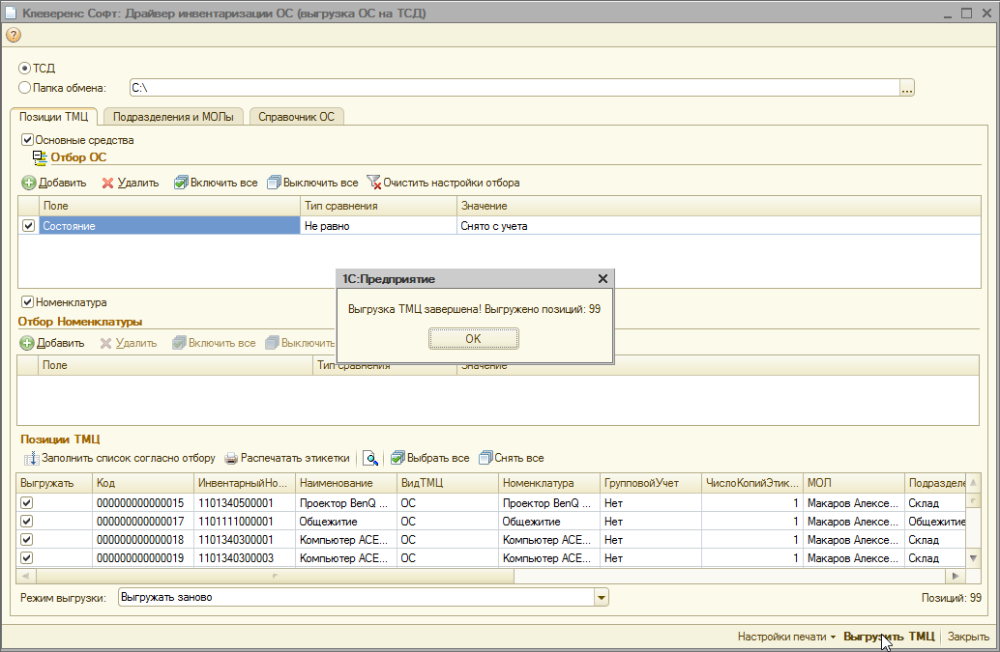 Клеверенс Софт: Драйвер инвентаризации ОС (выгрузка ОС на ТСД)
ТСД
Папка обмена: C:\ ...
Позиции ТМЦ Подразделения и МОЛы Справочник ОС
Основные средства
Отбор ОС
Добавить Удалить Включить все Выключить все Очистить настройки отбора
Поле Тип сравнения Значение
Состояние Не равно Снято с учета
1С:Предприятие
Выгрузка ТМЦ завершена! Выгружено позиций: 99
OK
Номенклатура
Отбор Номенклатуры
Добавить Удалить Включить все Выключить
Поле Тип сравнения Значение
Позиции ТМЦ
Заполнить список согласно отбору Распечатать этикетки Выбрать все Снять все
Выгружать Код ИнвентарныйНо... Наименование ВидТМЦ Номенклатура ГрупповойУчет ЧислоКопийЭтик... МОЛ Подразделе
000000000000015 1101340500001 Проектор BenQ ... ОС Проектор BenQ ... Нет 1 Макаров Алексе... Склад
000000000000017 1101111000001 Общежитие ОС Общежитие Нет 1 Макаров Алексе... Общежитие
000000000000018 1101340300001 Компьютер ACE... ОС Компьютер ACE... Нет 1 Макаров Алексе... Склад
000000000000019 1101340300003 Компьютер ACE... ОС Компьютер ACE... Нет 1 Макаров Алексе... Склад
Режим выгрузки: Выгружать заново Позиций: 99
Настройки печати Выгрузить ТМЦ Закрыть